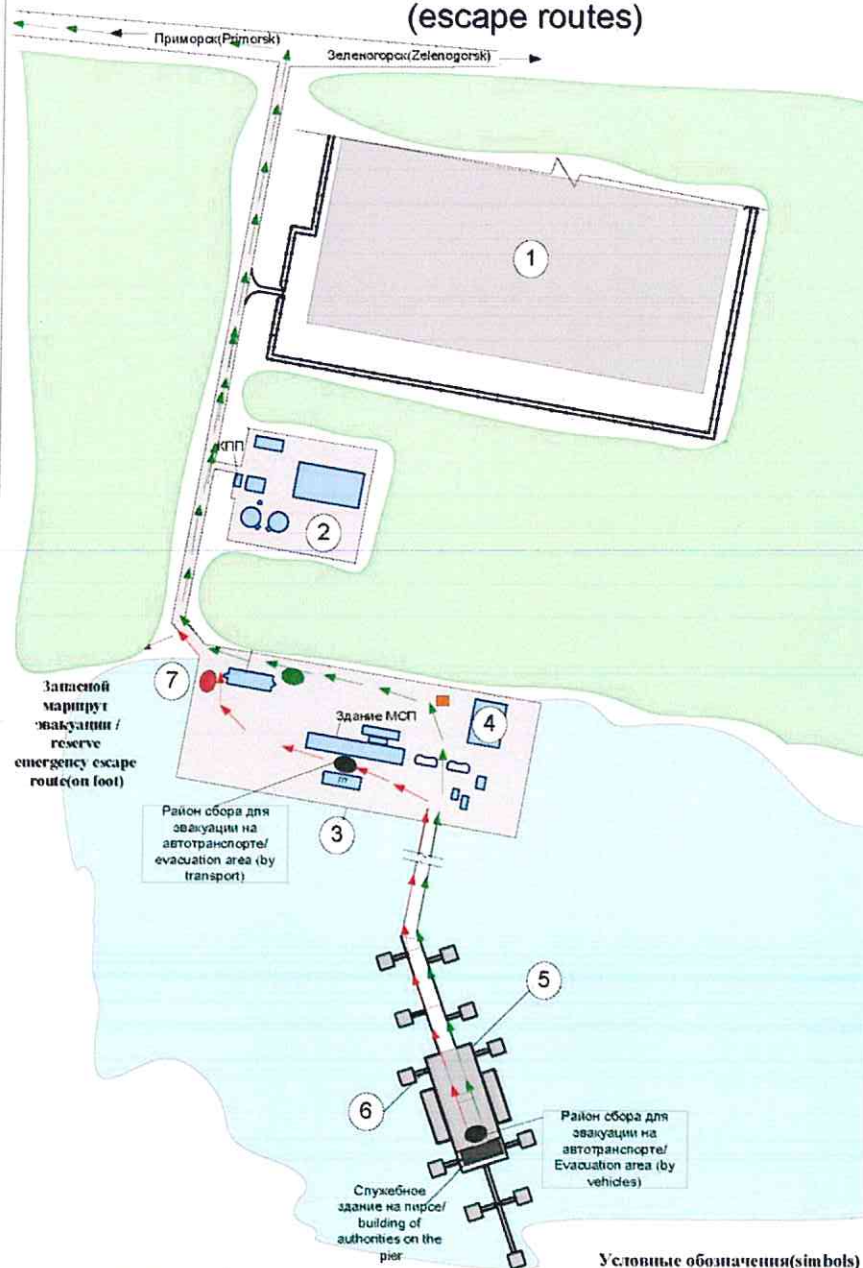 (escape routes)
Приморск(Primorsk)
Зеленогорск(Zelenogorsk)
1
КПП
2
7
Запасной
маршрут
эвакуации /
reserve
emergency escape
route(on foot)
Здание МСП
4
Район сбора для
эвакуации на
автотранспорте/
evacuation area (by
transport)
3
5
6
Район сбора для
эвакуации на
автотранспорте/
Evacuation area (by
vehicles)
Служебное
здание на пирсе/
building of
authorities on the
pier
Условные обозначения(simbols)